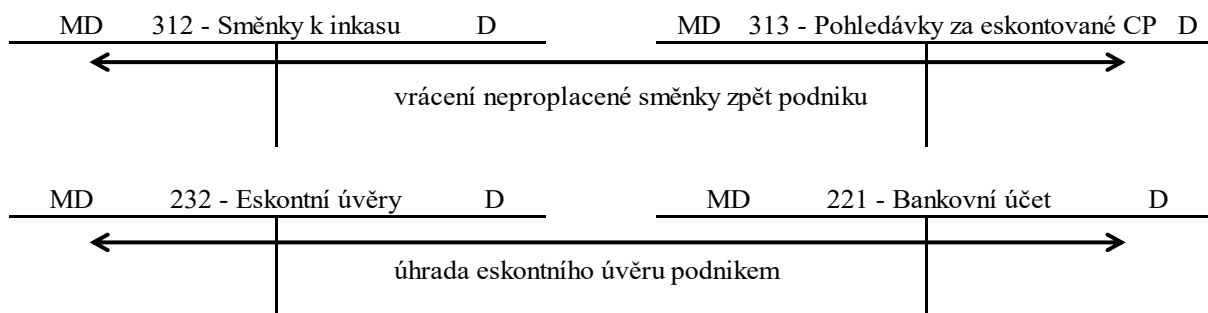 MD 312 - Směnky k inkasu D MD 313 - Pohledávky za eskontované CP D
vrácení neproplacené směnky zpět podniku
MD 232 - Eskontní úvěry D MD 221 - Bankovní účet D
úhrada eskontního úvěru podnikem